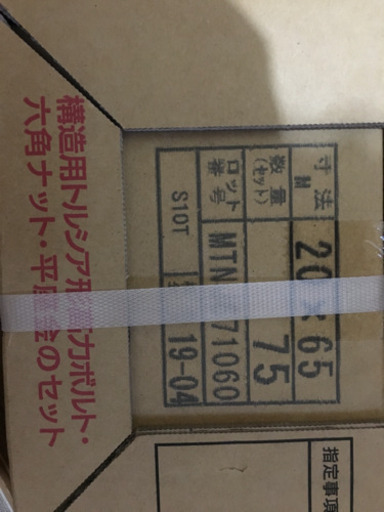 寸法
M 20×65
数量
(セット) 75
ロット
番号 MTN 71060
S10T 19-04
指定事項
構造用トルシア形高力ボルト・
六角ナット・平座金のセット